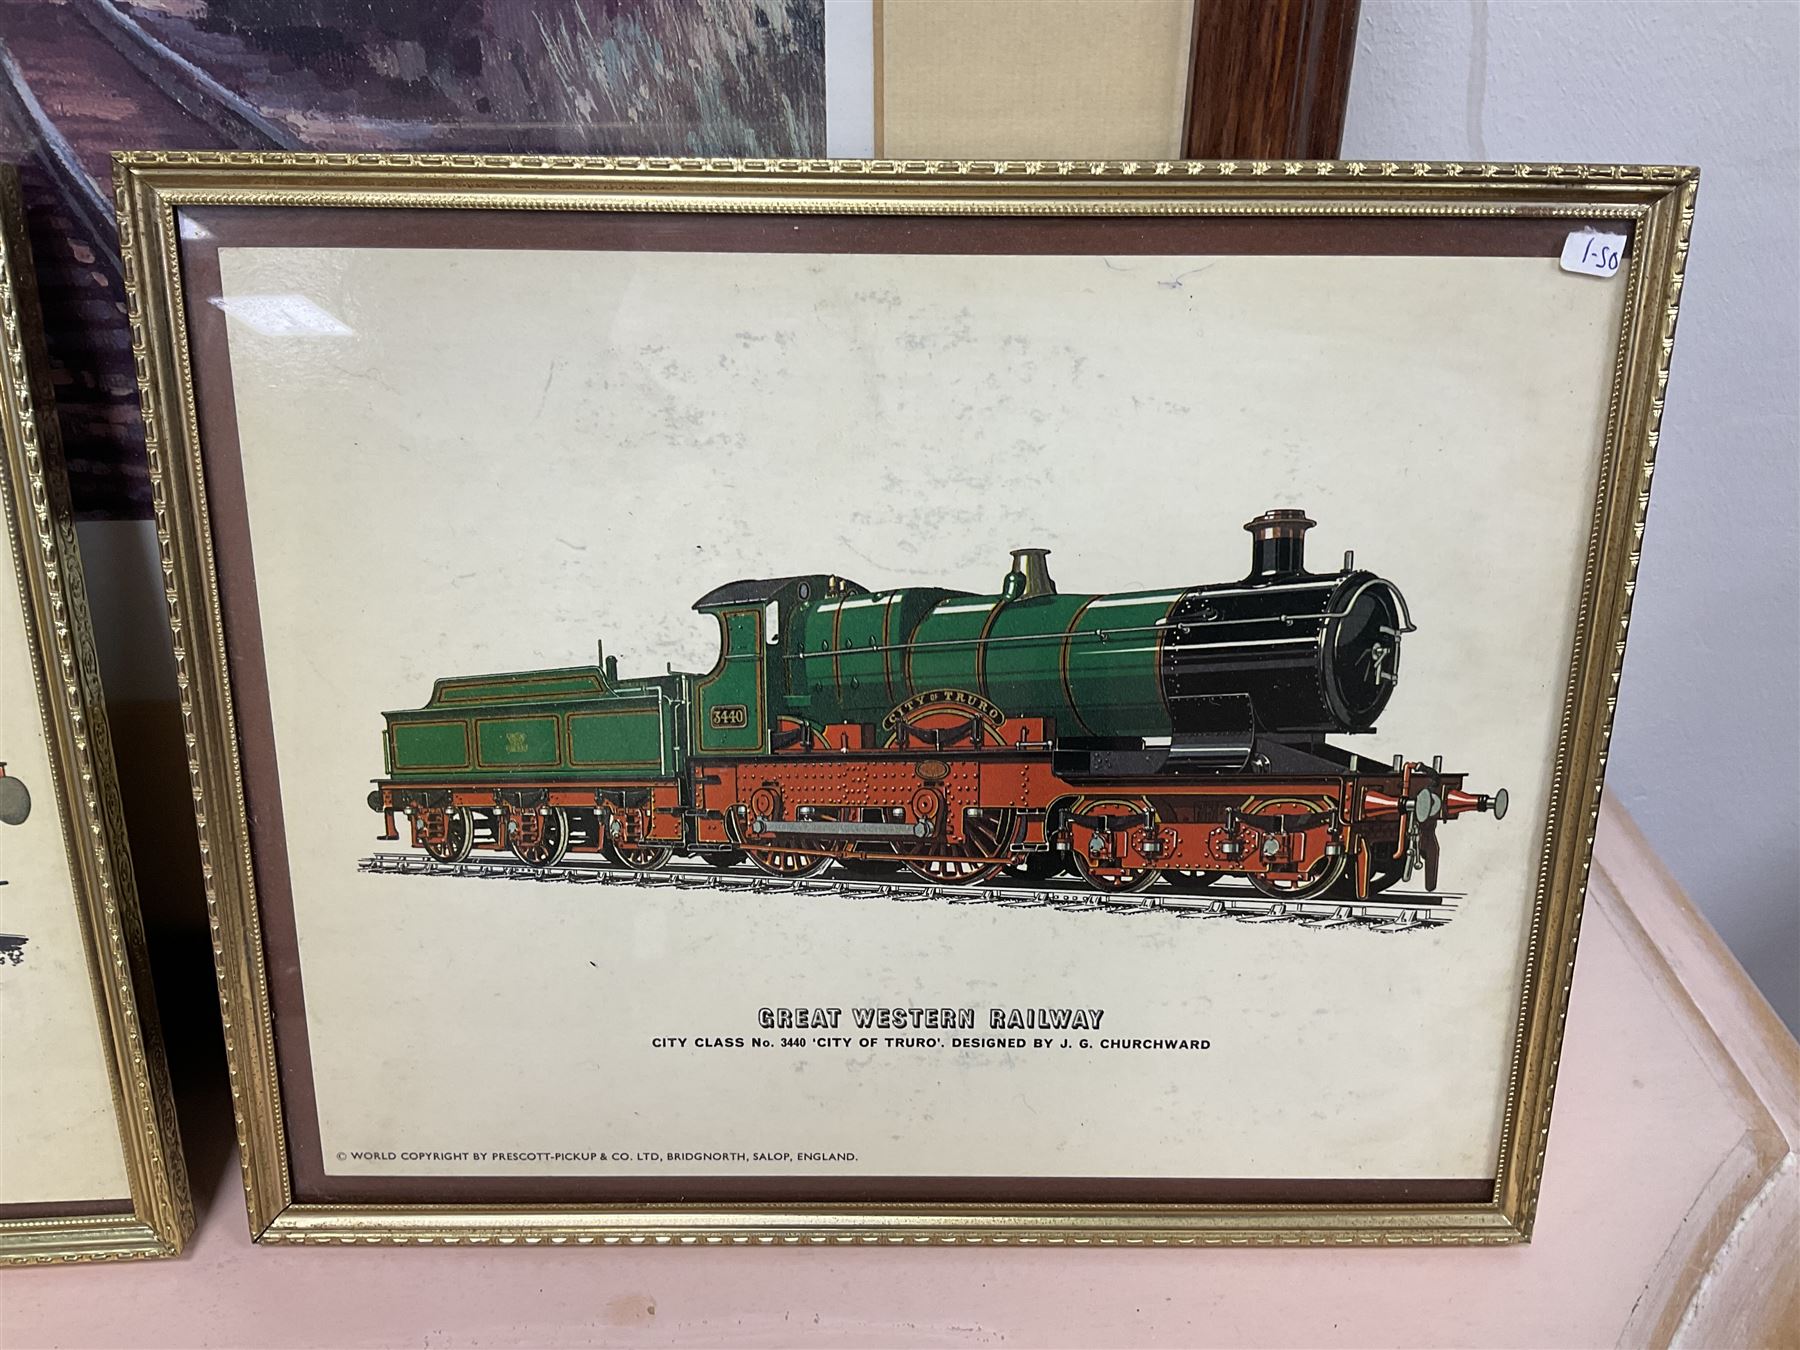 1-50
CITY OF TRURO
3440
GREAT WESTERN RAILWAY
CITY CLASS No. 3440 'CITY OF TRURO'. DESIGNED BY J. G. CHURCHWARD
© WORLD COPYRIGHT BY PRESCOTT-PICKUP & CO. LTD, BRIDGNORTH, SALOP, ENGLAND.